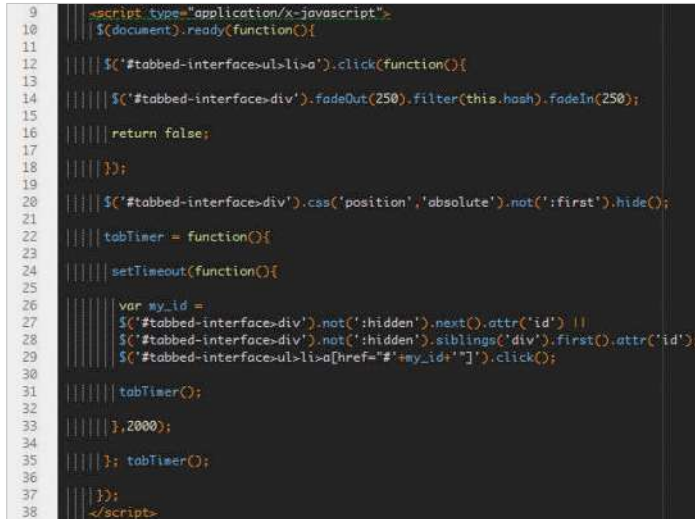 9 <script type="application/x-javascript">
10 $(document).ready(function(){
11
12 $('#tabbed-interface>ul>li>a').click(function(){
13
14 $('#tabbed-interface>div').fadeOut(250).filter(this.hash).fadeIn(250);
15
16 return false;
17
18 });
19
20 $('#tabbed-interface>div').css('position','absolute').not(':first').hide();
21
22 tabTimer = function(){
23
24 setTimeout(function(){
25
26 var my_id =
27 $('#tabbed-interface>div').not(':hidden').next().attr('id') ||
28 $('#tabbed-interface>div').not(':hidden').siblings('div').first().attr('id')
29 $('#tabbed-interface>ul>li>a[href="#'+my_id+'"]').click();
30
31 tabTimer();
32
33 },2000);
34
35 }; tabTimer();
36
37 });
38 </script>